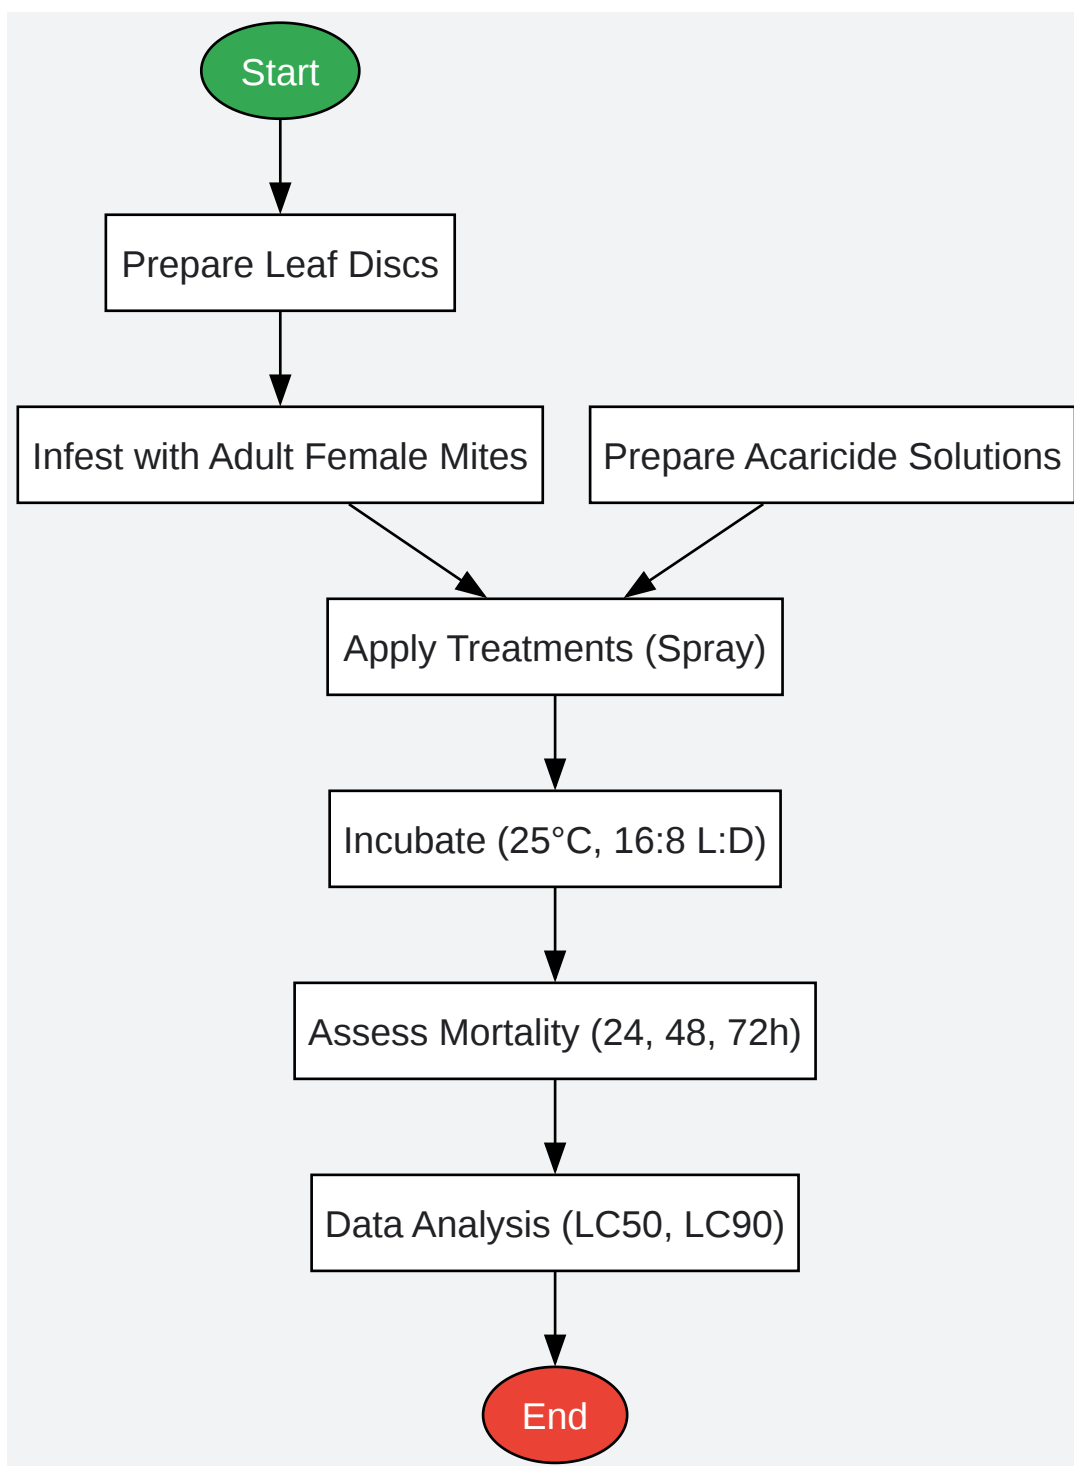 Start
Prepare Leaf Discs
Infest with Adult Female Mites
Prepare Acaricide Solutions
Apply Treatments (Spray)
Incubate (25°C, 16:8 L:D)
Assess Mortality (24, 48, 72h)
Data Analysis (LC50, LC90)
End